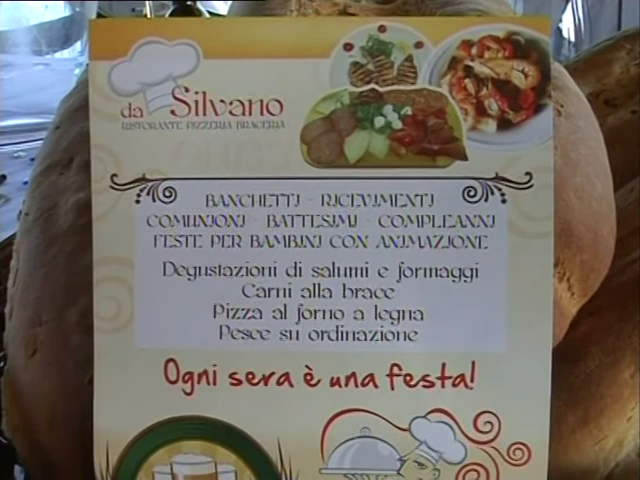 da Silvano
RISTORANTE PIZZERIA BRACERIA
BANCHETTI - RICEVIMENTI
COMUNIONI - BATTESIMI - COMPLEANNI
FESTE PER BAMBINI CON ANIMAZIONE
Degustazioni di salumi e formaggi
Carni alla brace
Pizza al forno a legna
Pesce su ordinazione
Ogni sera è una festa!